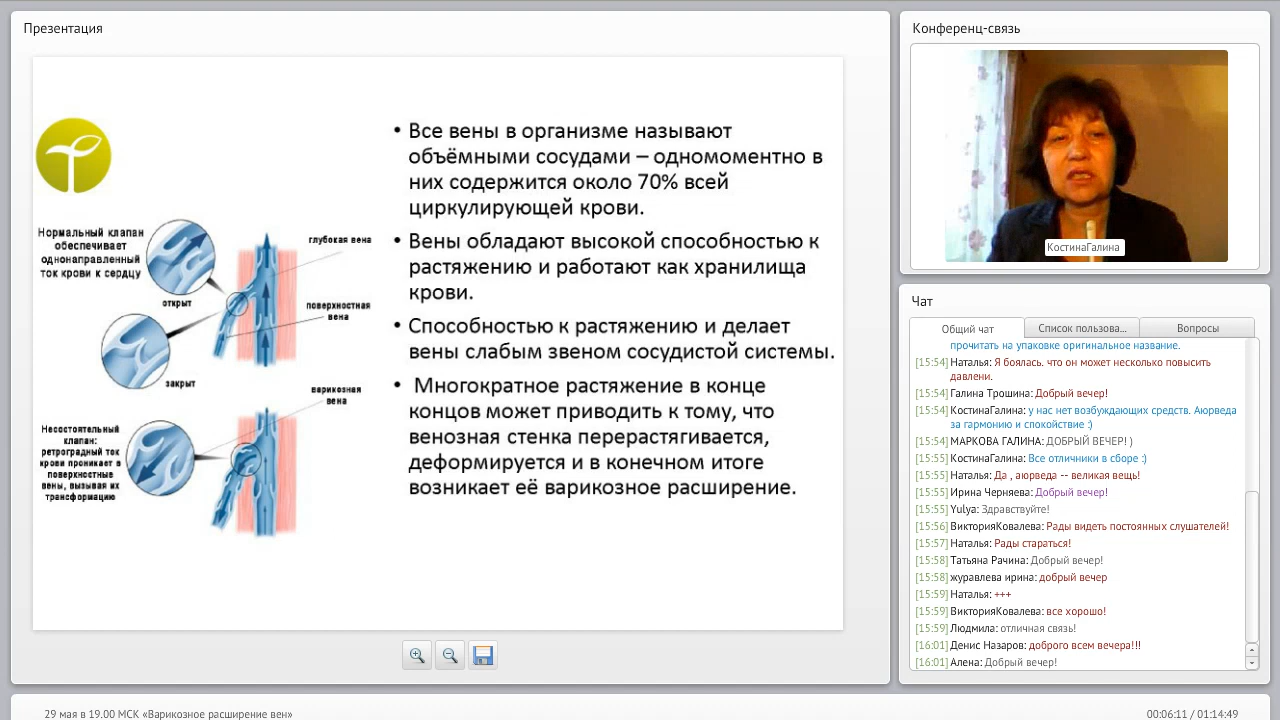 Презентация
Нормальный клапан
обеспечивает
однонаправленный
ток крови к сердцу
открыт
закрыт
глубокая вена
поверхностная
вена
варикозная
вена
Несостоятельный
клапан:
ретроградный ток
крови проникает в
поверхностные
вены, вызывая их
трансформацию
• Все вены в организме называют
объёмными сосудами – одномоментно в
них содержится около 70% всей
циркулирующей крови.
• Вены обладают высокой способностью к
растяжению и работают как хранилища
крови.
• Способностью к растяжению и делает
вены слабым звеном сосудистой системы.
• Многократное растяжение в конце
концов может приводить к тому, что
венозная стенка перерастягивается,
деформируется и в конечном итоге
возникает её варикозное расширение.
Конференц-связь
КостинаГалина
Чат
Общий чат
Список пользова...
Вопросы
прочитать на упаковке оригинальное название.
[15:54] Наталья: Я боялась. что он может несколько повысить
давлени.
[15:54] Галина Трошина: Добрый вечер!
[15:54] КостинаГалина: у нас нет возбуждающих средств. Аюрведа
за гармонию и спокойствие :)
[15:54] МАРКОВА ГАЛИНА: ДОБРЫЙ ВЕЧЕР! )
[15:55] КостинаГалина: Все отличники в сборе :)
[15:55] Наталья: Да , аюрведа -- великая вещь!
[15:55] Ирина Черняева: Добрый вечер!
[15:55] Yulya: Здравствуйте!
[15:56] ВикторияКовалева: Рады видеть постоянных слушателей!
[15:57] Наталья: Рады стараться!
[15:58] Татьяна Рачина: Добрый вечер!
[15:58] журавлева ирина: добрый вечер
[15:59] Наталья: +++
[15:59] ВикторияКовалева: все хорошо!
[15:59] Людмила: отличная связь!
[16:01] Денис Назаров: доброго всем вечера!!!
[16:01] Алена: Добрый вечер!
29 мая в 19.00 МСК «Варикозное расширение вен»
00:06:11 / 01:14:49